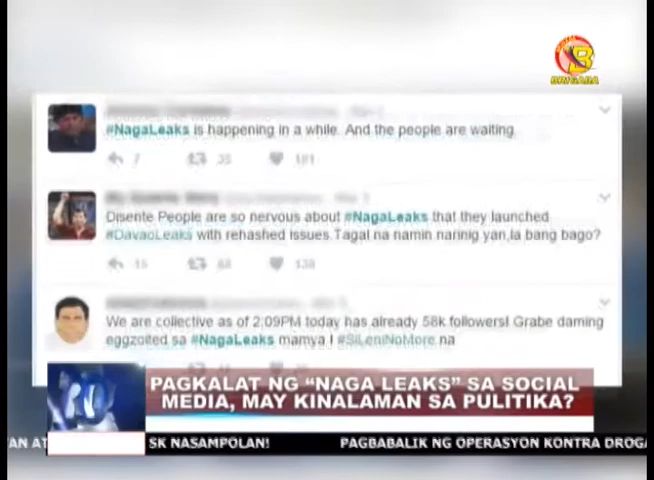 BRIGADA
#NagaLeaks is happening in a while. And the people are waiting.
7 35 101
Disente People are so nervous about #NagaLeaks that they launched
#DavaoLeaks with rehashed issues.Tagal na namin narinig yan,la bang bago?
15 68 138
We are collective as of 2:09PM today has already 58k followers! Grabe daming
eggzoited sa #NagaLeaks mamya ! #SiLeniNoMore na
PAGKALAT NG “NAGA LEAKS” SA SOCIAL
MEDIA, MAY KINALAMAN SA PULITIKA?
AN AT SK NASAMPOLAN! PAGBABALIK NG OPERASYON KONTRA DROGA